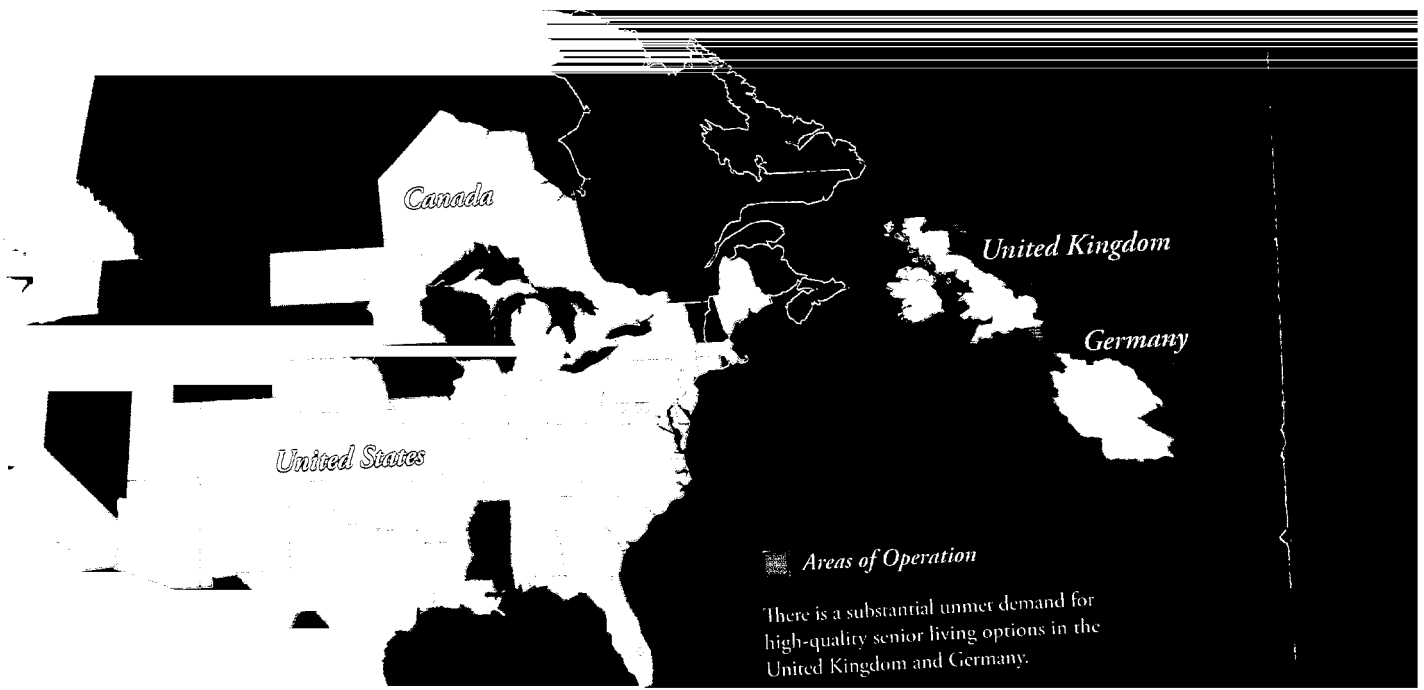 Canada
United Kingdom
Germany
United States
Areas of Operation
There is a substantial unmet demand for
high-quality senior living options in the
United Kingdom and Germany.